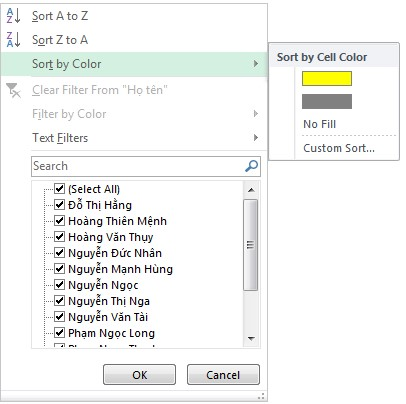 Sort A to Z
Sort Z to A
Sort by Color
Clear Filter From "Họ tên"
Filter by Color
Text Filters
Search
(Select All)
Đỗ Thị Hằng
Hoàng Thiên Mệnh
Hoàng Văn Thụy
Nguyễn Đức Nhân
Nguyễn Mạnh Hùng
Nguyễn Ngọc
Nguyễn Thị Nga
Nguyễn Văn Tài
Phạm Ngọc Long
OK Cancel
Sort by Cell Color
No Fill
Custom Sort...